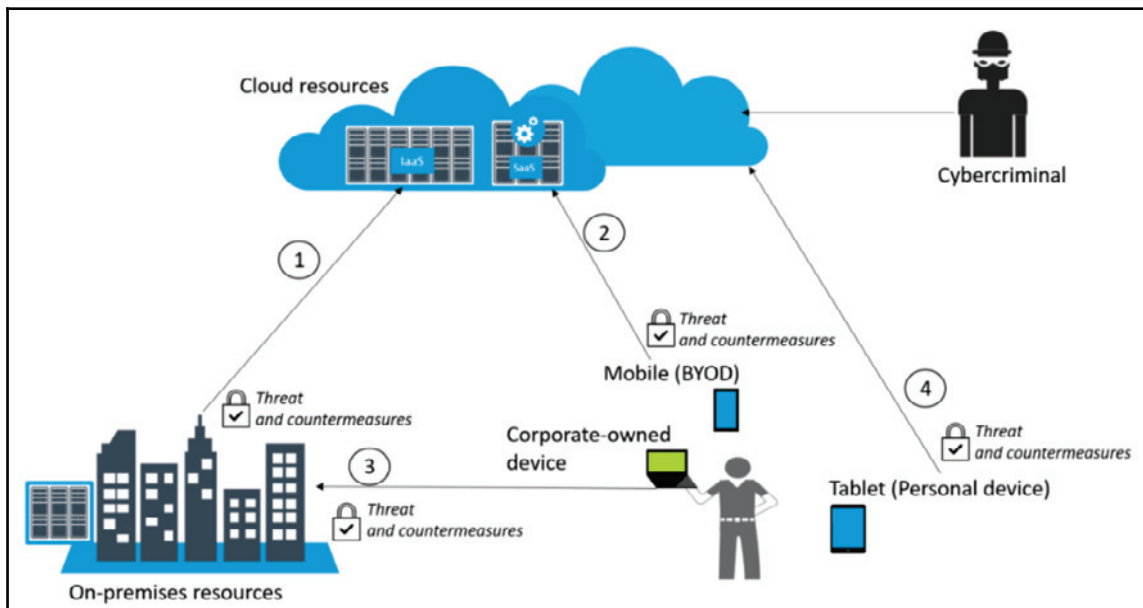 Cloud resources
IaaS
SaaS
Cybercriminal
1
2
Threat
and countermeasures
Mobile (BYOD)
4
Threat
and countermeasures
Threat
and countermeasures
Corporate-owned
device
3
Tablet (Personal device)
Threat
and countermeasures
On-premises resources